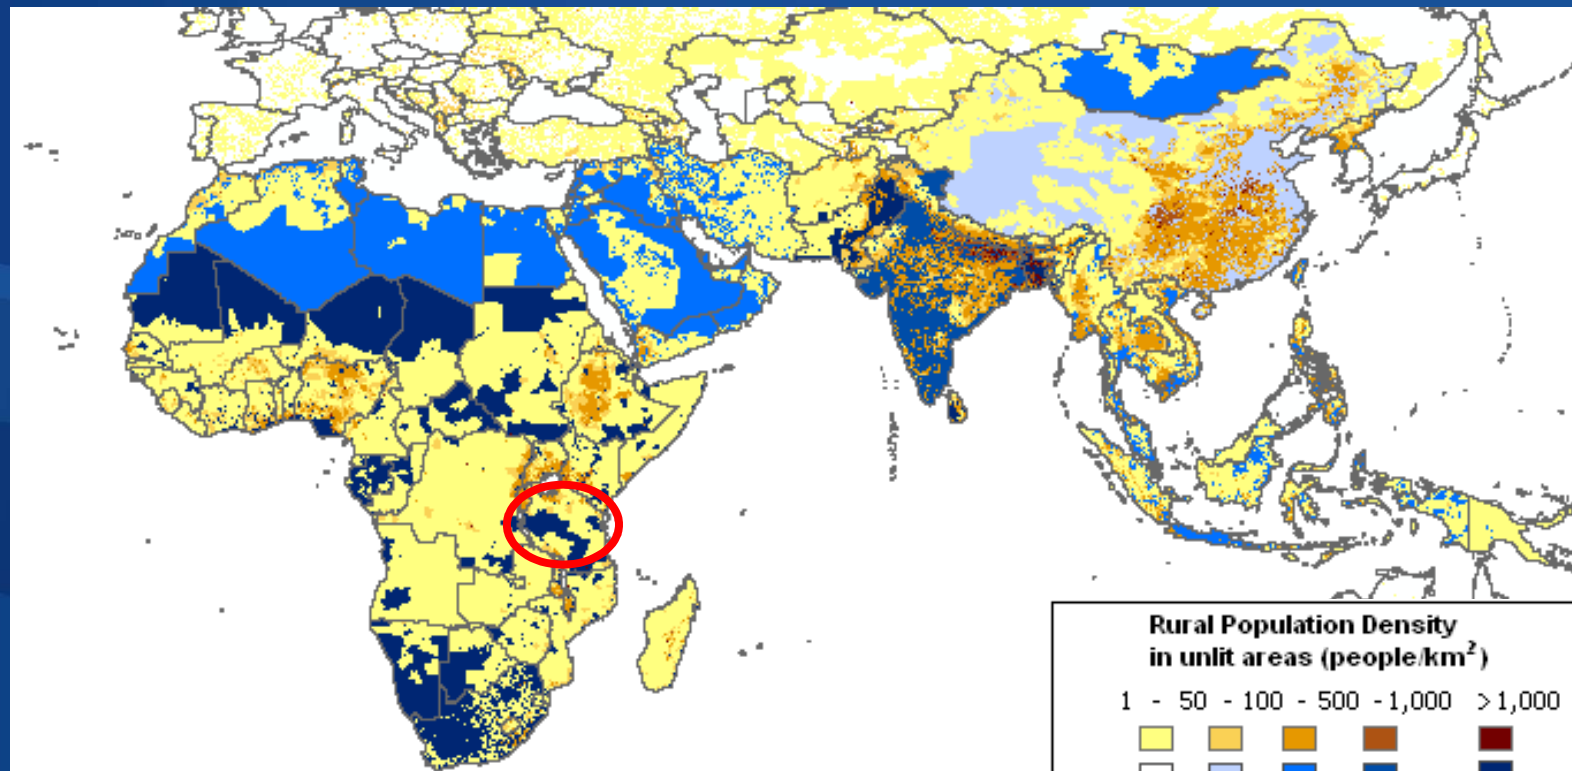 Rural Population Density
in unlit areas (people/km²)
1 - 50 - 100 - 500 - 1,000 >1,000